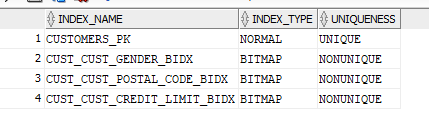 INDEX_NAME INDEX_TYPE UNIQUENESS
1 CUSTOMERS_PK NORMAL UNIQUE
2 CUST_CUST_GENDER_BIDX BITMAP NONUNIQUE
3 CUST_CUST_POSTAL_CODE_BIDX BITMAP NONUNIQUE
4 CUST_CUST_CREDIT_LIMIT_BIDX BITMAP NONUNIQUE